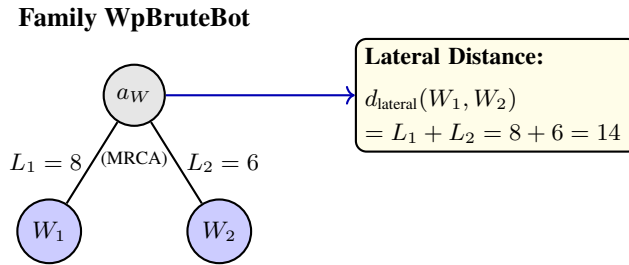 Family WpBruteBot
Lateral Distance:
a_W
d_lateral(W_1, W_2)
= L_1 + L_2 = 8 + 6 = 14
L_1 = 8
(MRCA)
L_2 = 6
W_1
W_2